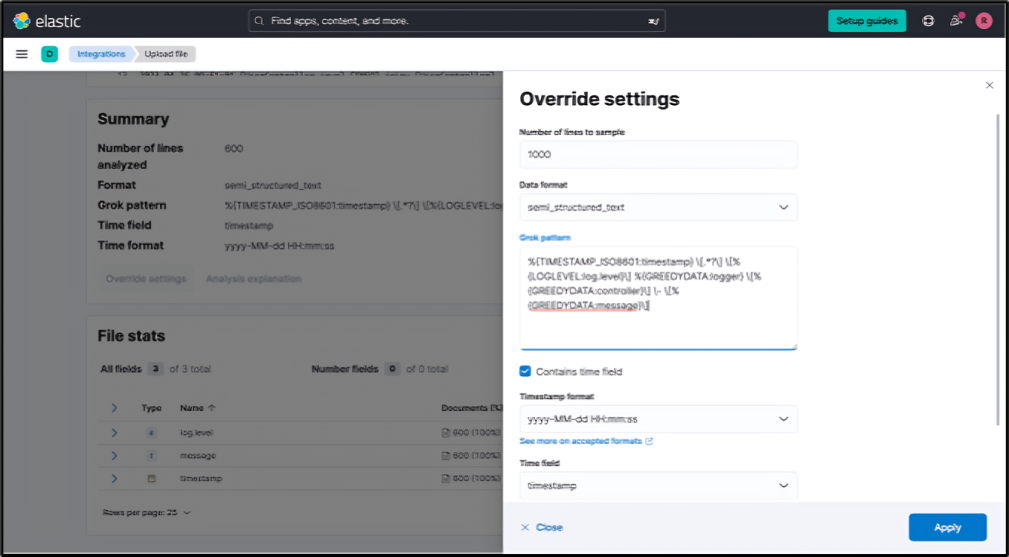 elastic
Find apps, content, and more.
Setup guides
R
D
Integrations
Upload file
Summary
Number of lines analyzed
600
Format
semi_structured_text
Grok pattern
%{TIMESTAMP_ISO8601:timestamp} \[.*?\] \[%{LOGLEVEL:log
Time field
timestamp
Time format
yyyy-MM-dd HH:mm:ss
Override settings
Analysis explanation
File stats
All fields 3 of 3 total
Number fields 0 of 0 total
Type
Name
Documents (%)
log.level
600 (100%)
message
600 (100%)
timestamp
600 (100%)
Rows per page: 25
Override settings
Number of lines to sample
1000
Data format
semi_structured_text
Grok pattern
%{TIMESTAMP_ISO8601:timestamp} \[.*?\] \[%
{LOGLEVEL:log.level}\] %{GREEDYDATA:logger} \[%
{GREEDYDATA:controller}\] \- \[%
{GREEDYDATA:message}\]
Contains time field
Timestamp format
yyyy-MM-dd HH:mm:ss
See more on accepted formats
Time field
timestamp
Close
Apply